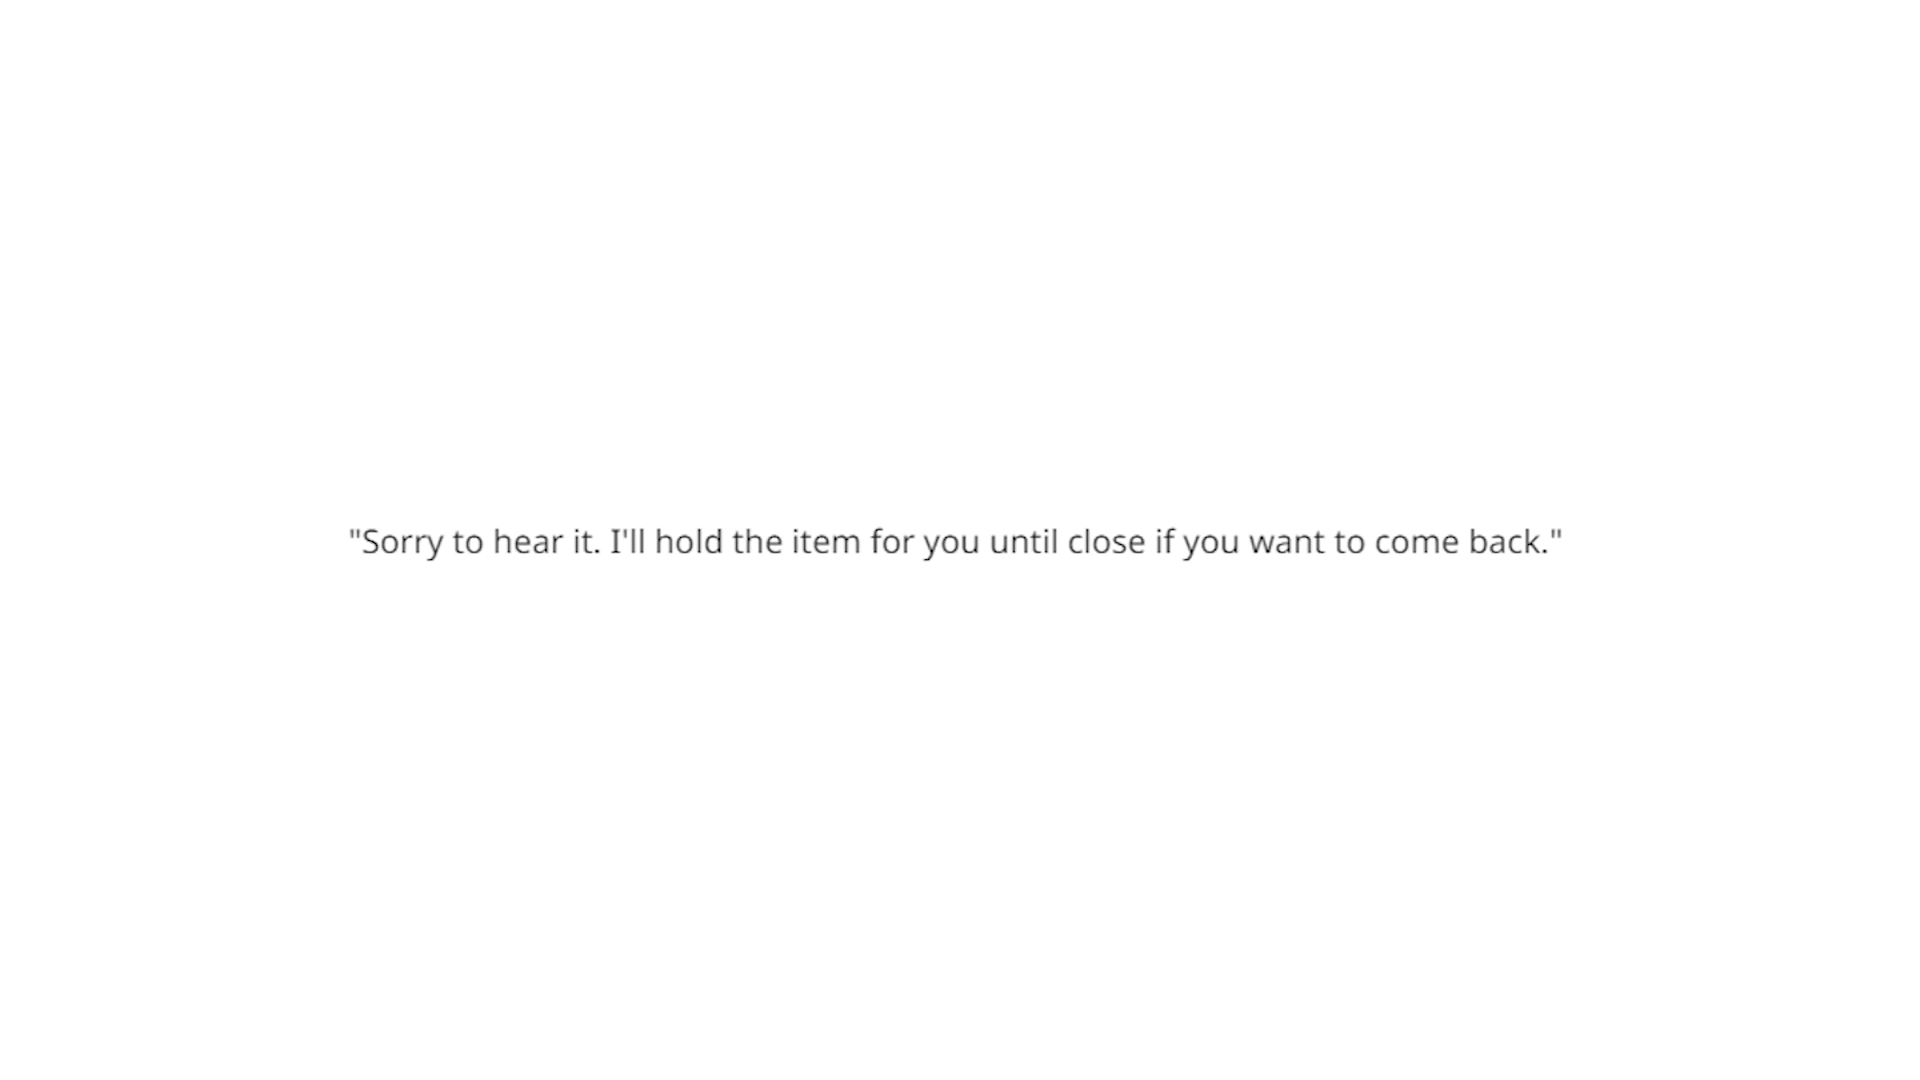 "Sorry to hear it. I'll hold the item for you until close if you want to come back."